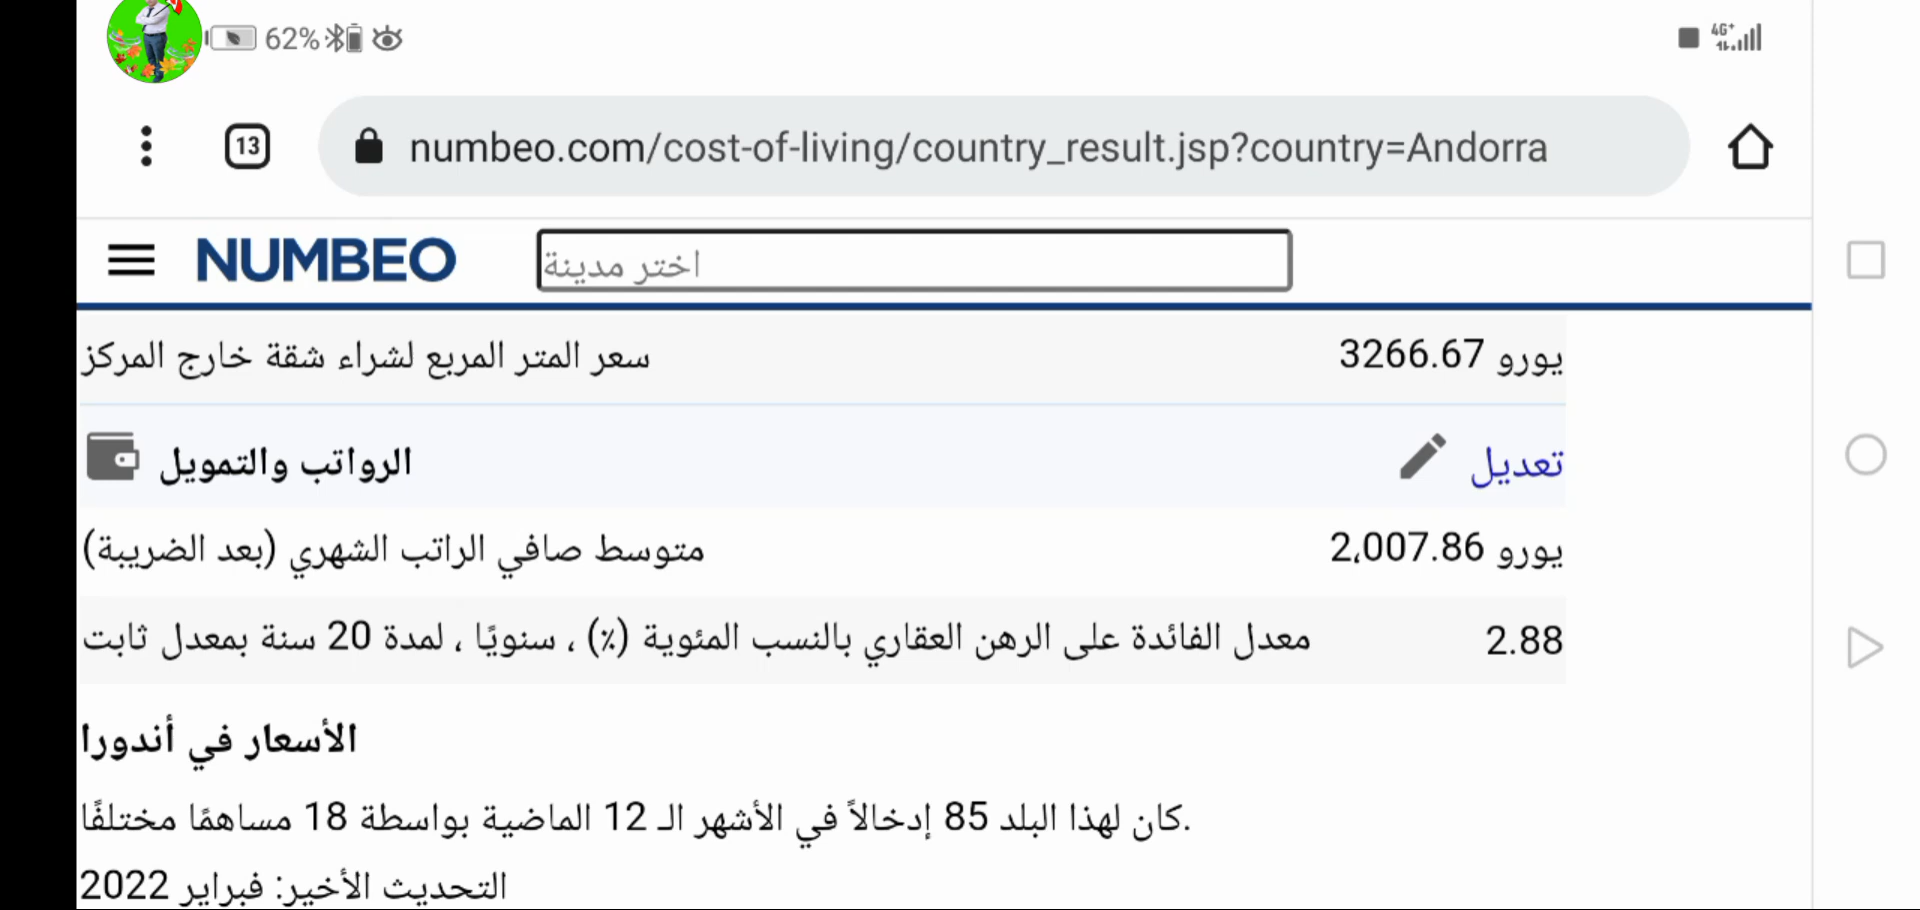 62%
4G+
13
numbeo.com/cost-of-living/country_result.jsp?country=Andorra
NUMBEO
اختر مدينة
سعر المتر المربع لشراء شقة خارج المركز
3266.67 يورو
الرواتب والتمويل
تعديل
متوسط صافي الراتب الشهري (بعد الضريبة)
2,007.86 يورو
معدل الفائدة على الرهن العقاري بالنسب المئوية (٪) ، سنويًا ، لمدة 20 سنة بمعدل ثابت
2.88
الأسعار في أندورا
كان لهذا البلد 85 إدخالاً في الأشهر الـ 12 الماضية بواسطة 18 مساهمًا مختلفًا.
التحديث الأخير: فبراير 2022